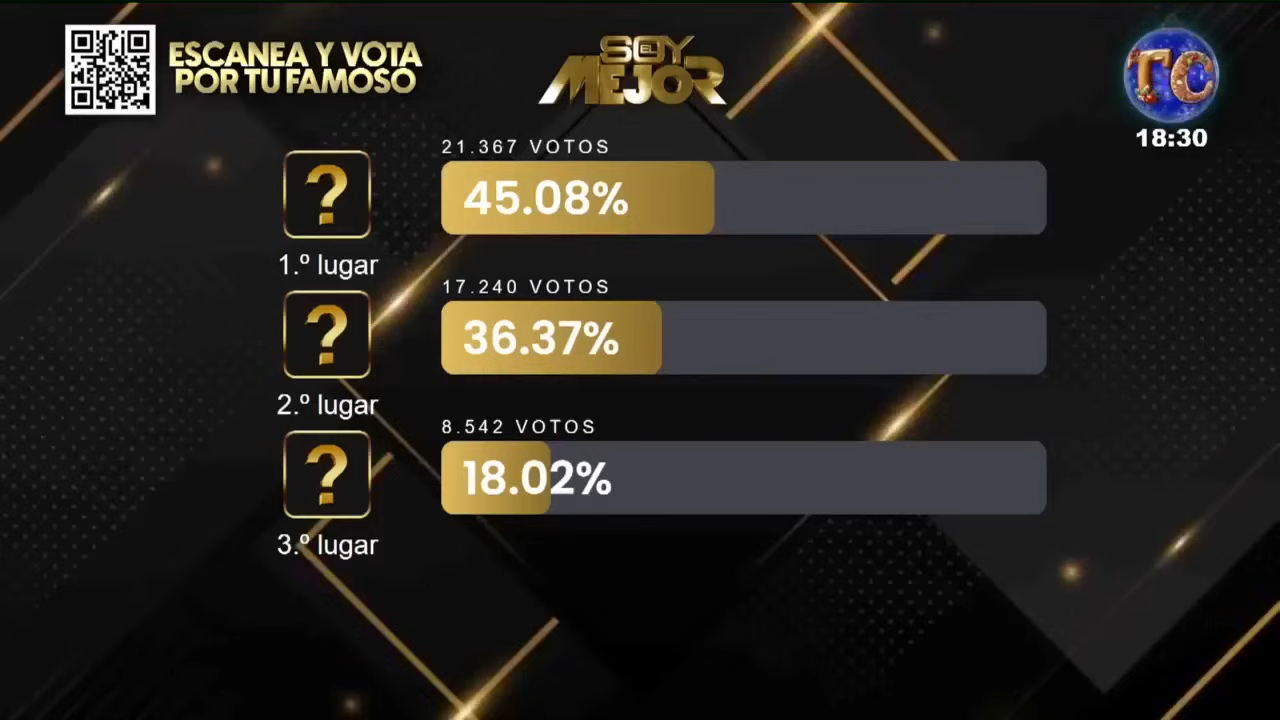 ESCANEA Y VOTA
POR TU FAMOSO
SOY
EL
MEJOR
TC
18:30
21.367 VOTOS
?
45.08%
1.º lugar
17.240 VOTOS
?
36.37%
2.º lugar
8.542 VOTOS
?
18.02%
3.º lugar